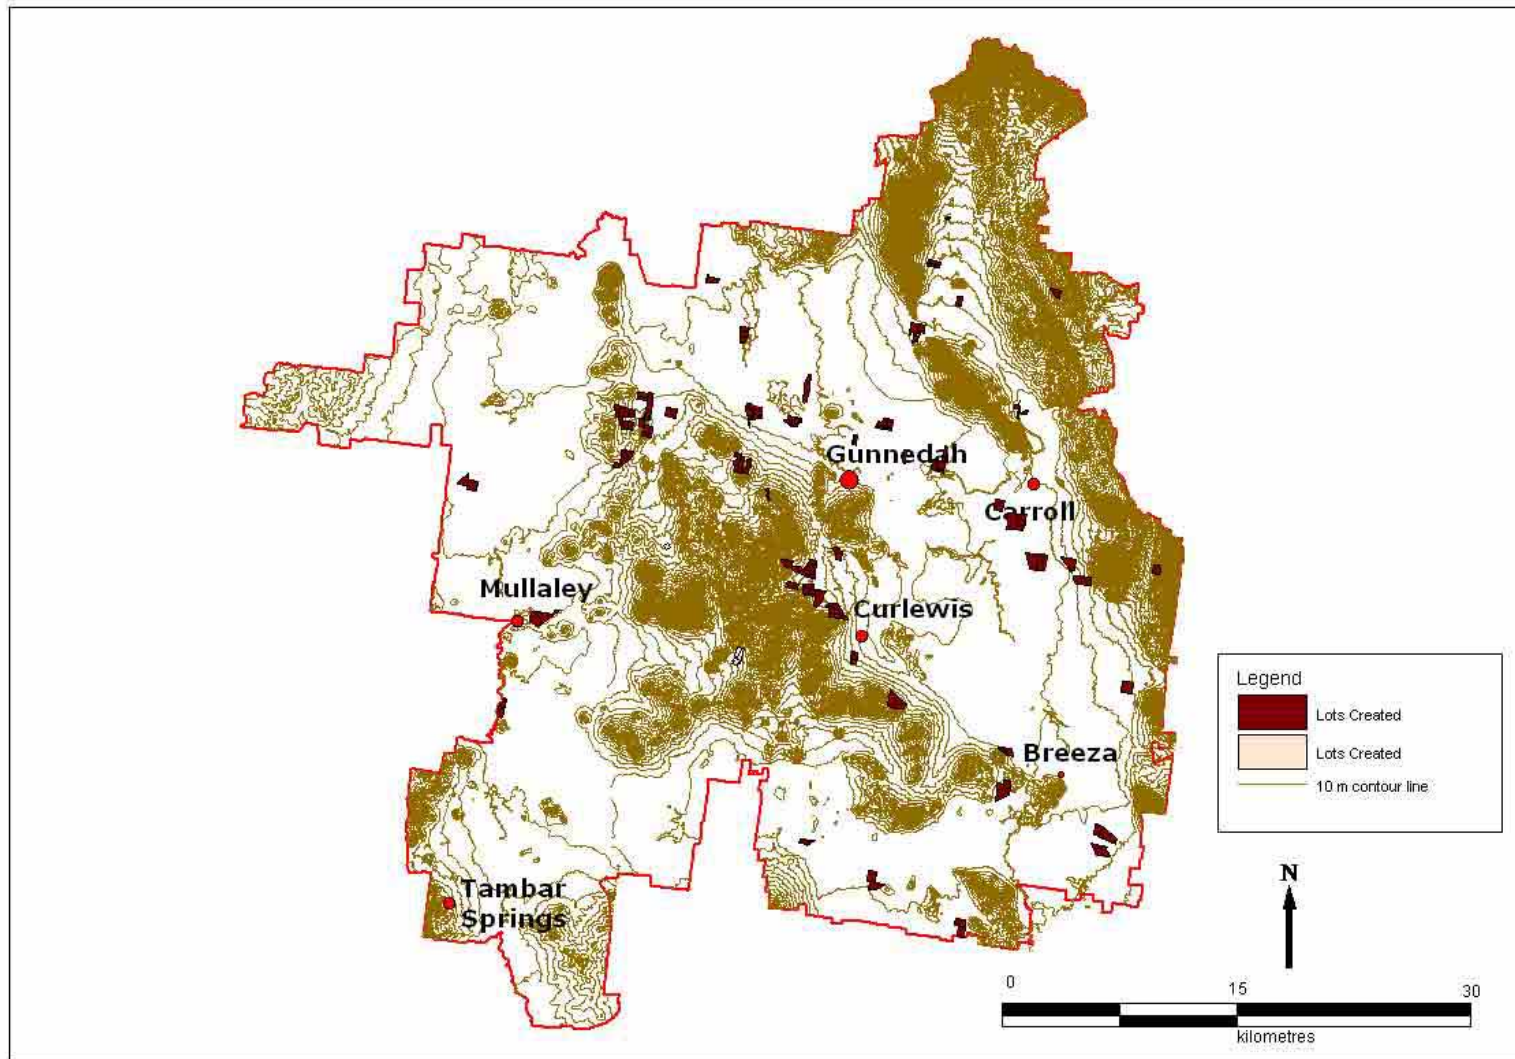 Gunnedah
Carroll
Mullaley
Curlewis
Breeza
Tambar
Springs
Legend
Lots Created
Lots Created
10 m contour line
N
0 15 30
kilometres